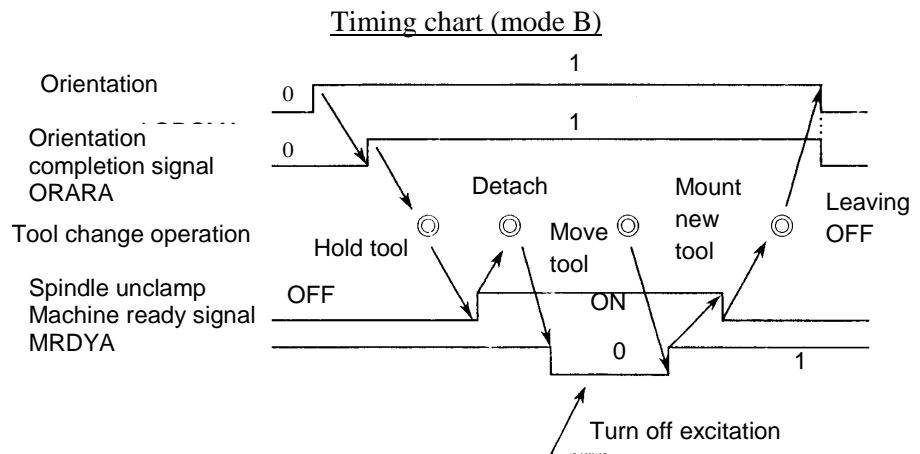 Timing chart (mode B)
Orientation
0
1
Orientation
completion signal
ORARA
0
1
Tool change operation
Hold tool
Detach
Move
tool
Mount
new
tool
Leaving
OFF
Spindle unclamp
Machine ready signal
MRDYA
OFF
ON
0
1
Turn off excitation